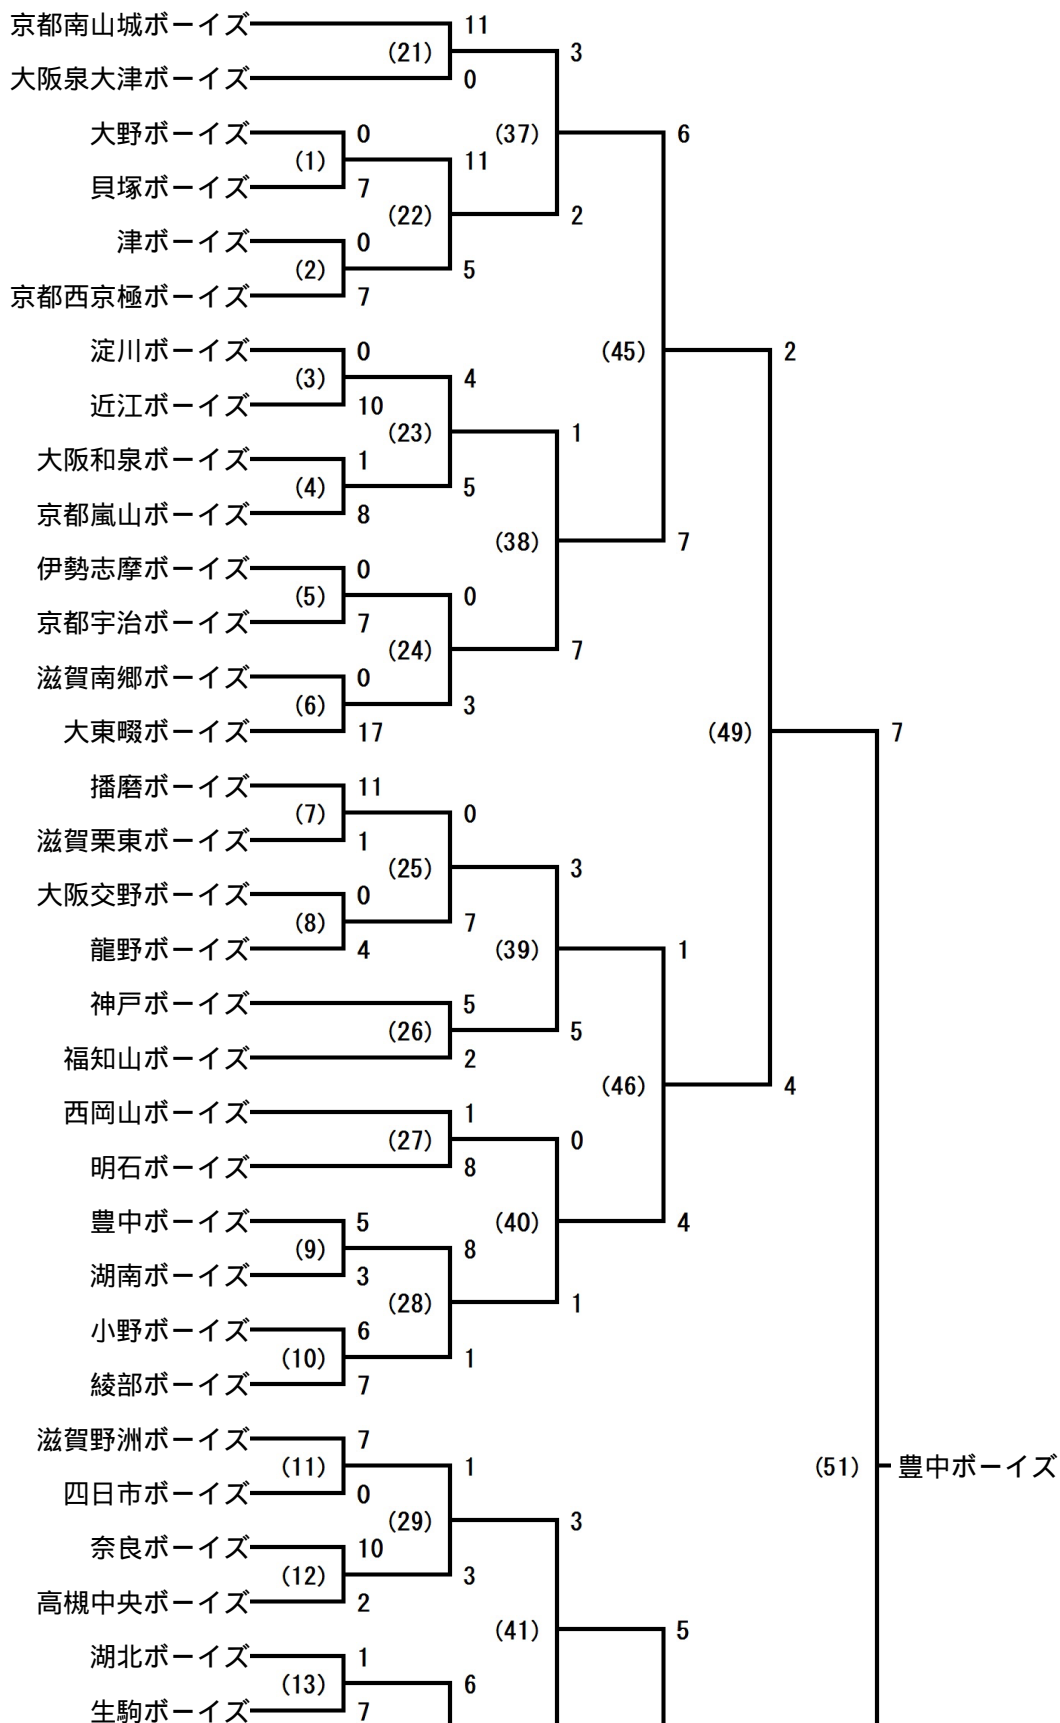 京都南山城ボーイズ 11
(21) 3
大阪泉大津ボーイズ 0
大野ボーイズ 0 (37) 6
(1) 11
貝塚ボーイズ 7
(22) 2
津ボーイズ 0
(2) 5
京都西京極ボーイズ 7
淀川ボーイズ 0 (45) 2
(3) 4
近江ボーイズ 10
(23) 1
大阪和泉ボーイズ 1
(4) 5
京都嵐山ボーイズ 8
(38) 7
伊勢志摩ボーイズ 0
(5) 0
京都宇治ボーイズ 7
(24) 7
滋賀南郷ボーイズ 0
(6) 3
大東畷ボーイズ 17 (49) 7
播磨ボーイズ 11
(7) 0
滋賀栗東ボーイズ 1
(25) 3
大阪交野ボーイズ 0
(8) 7
龍野ボーイズ 4 (39) 1
神戸ボーイズ 5
(26) 5
福知山ボーイズ 2
(46) 4
西岡山ボーイズ 1
(27) 0
明石ボーイズ 8
豊中ボーイズ 5 (40) 4
(9) 8
湖南ボーイズ 3
(28) 1
小野ボーイズ 6
(10) 1
綾部ボーイズ 7
滋賀野洲ボーイズ 7
(11) 1 (51) 豊中ボーイズ
四日市ボーイズ 0
(29) 3
奈良ボーイズ 10
(12) 3
高槻中央ボーイズ 2
(41) 5
湖北ボーイズ 1
(13) 6
生駒ボーイズ 7